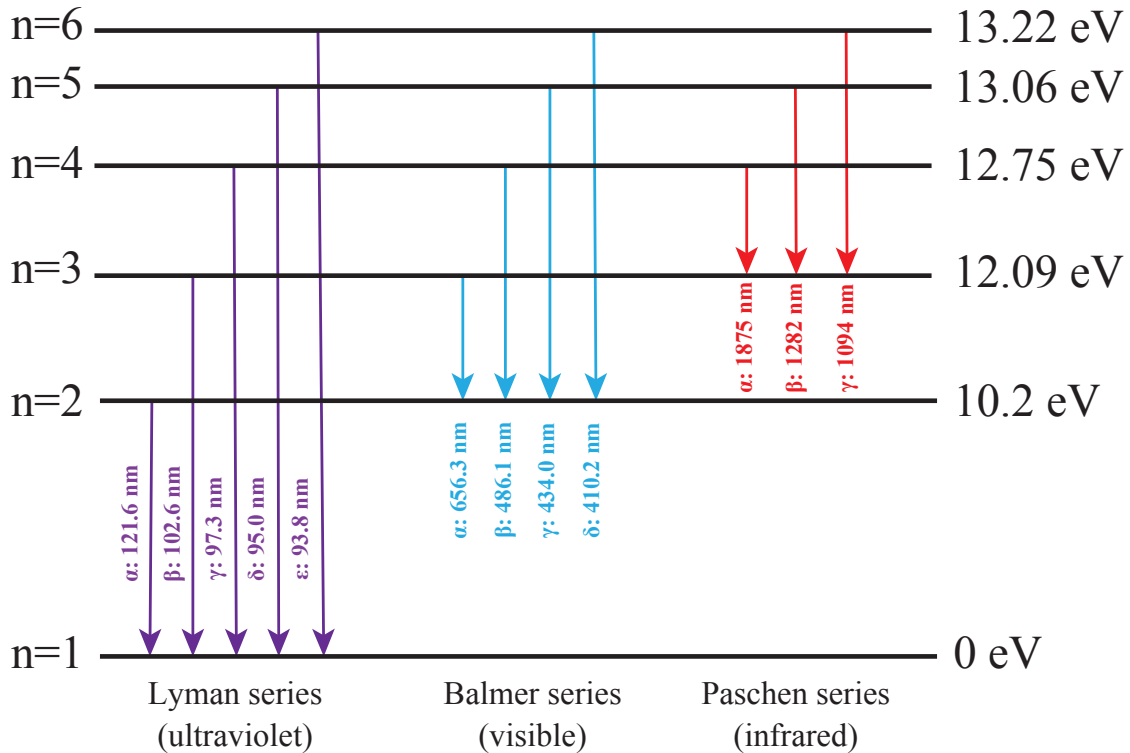 n=6
13.22 eV
n=5
13.06 eV
n=4
12.75 eV
n=3
12.09 eV
α: 1875 nm
β: 1282 nm
γ: 1094 nm
n=2
10.2 eV
α: 121.6 nm
β: 102.6 nm
γ: 97.3 nm
δ: 95.0 nm
ε: 93.8 nm
α: 656.3 nm
β: 486.1 nm
γ: 434.0 nm
δ: 410.2 nm
n=1
0 eV
Lyman series
(ultraviolet)
Balmer series
(visible)
Paschen series
(infrared)